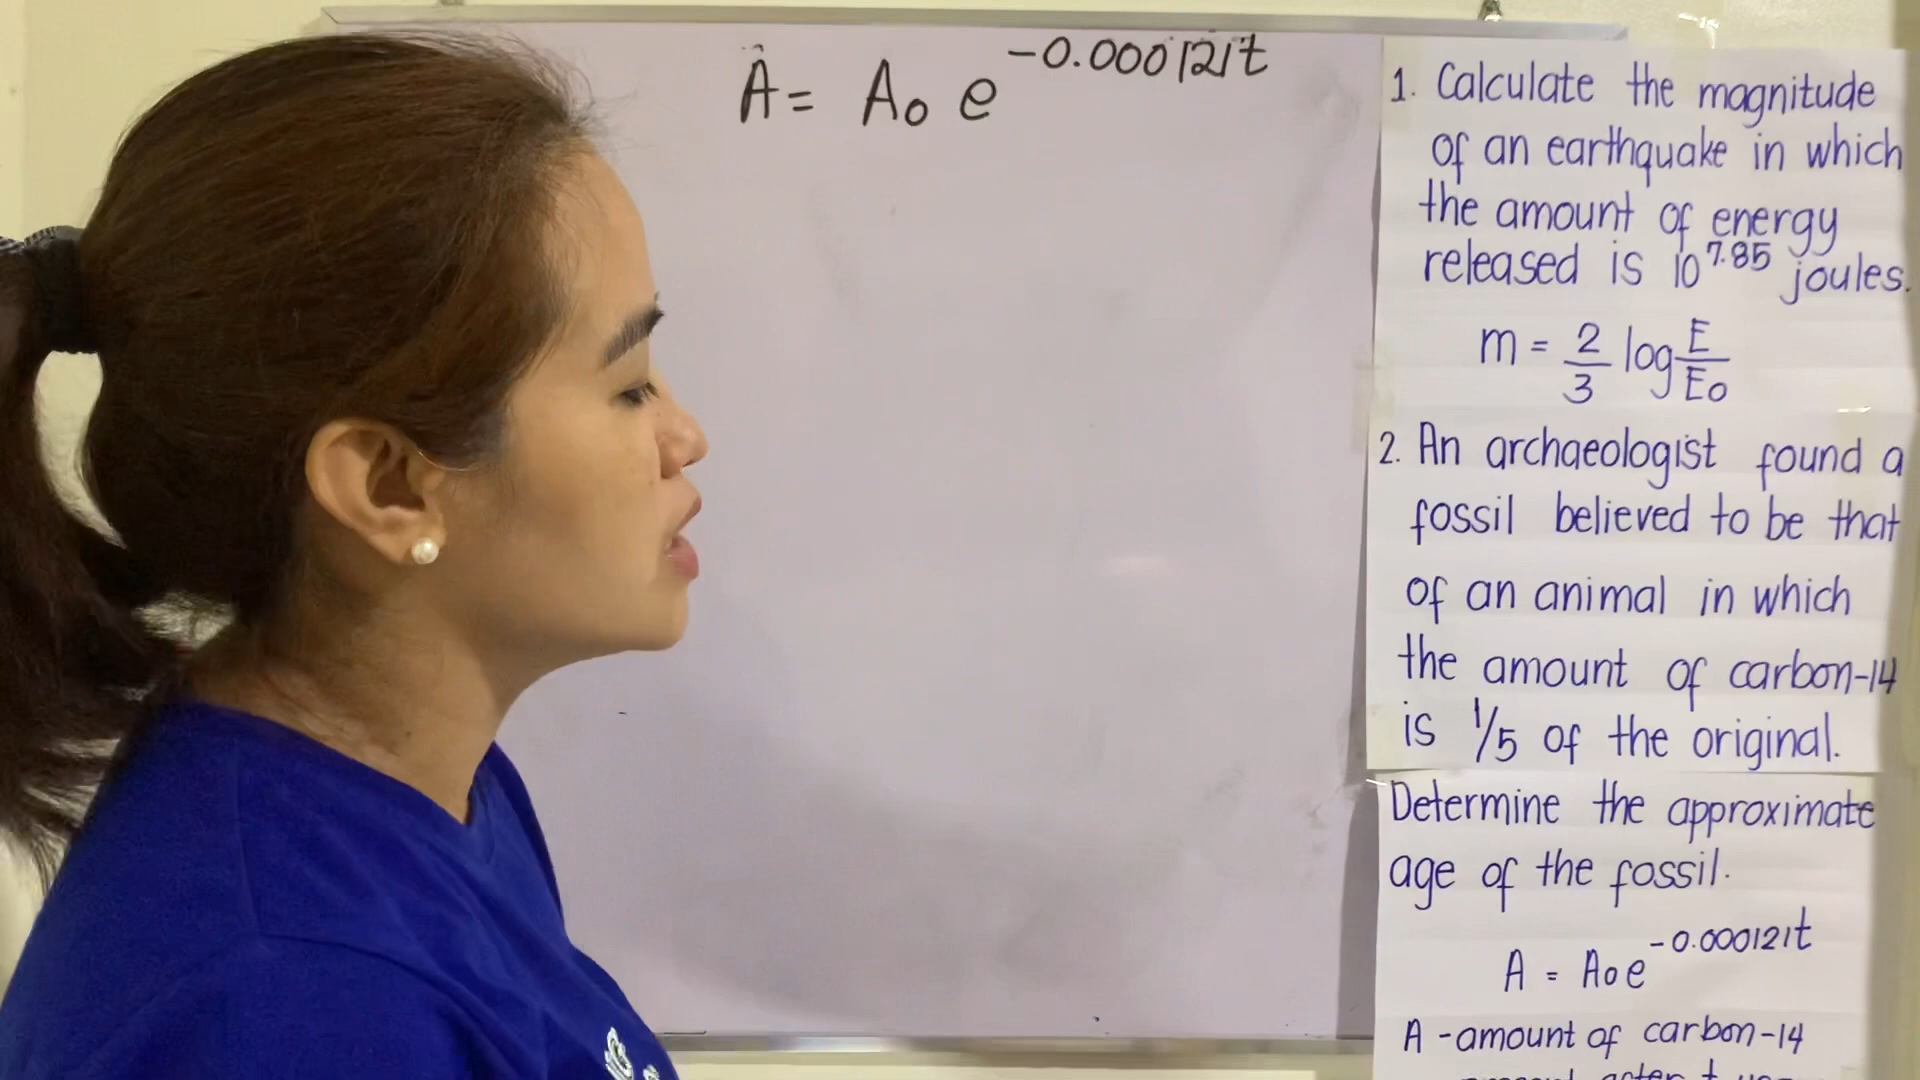 A = A₀ e^-0.000121t
1. Calculate the magnitude
of an earthquake in which
the amount of energy
released is 10^7.85 joules.
m = 2/3 log E/E₀
2. An archaeologist found a
fossil believed to be that
of an animal in which
the amount of carbon-14
is 1/5 of the original.
Determine the approximate
age of the fossil.
A = A₀e^-0.000121t
A - amount of carbon-14